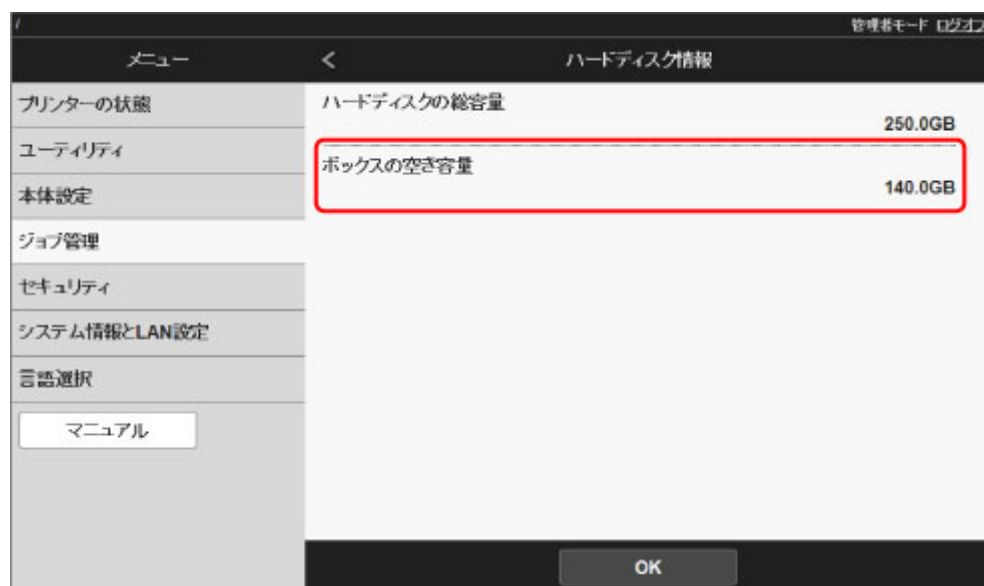 管理者モード ログオフ
メニュー
<
ハードディスク情報
プリンターの状態
ユーティリティ
本体設定
ジョブ管理
セキュリティ
システム情報とLAN設定
言語選択
マニュアル
ハードディスクの総容量
250.0GB
ボックスの空き容量
140.0GB
OK